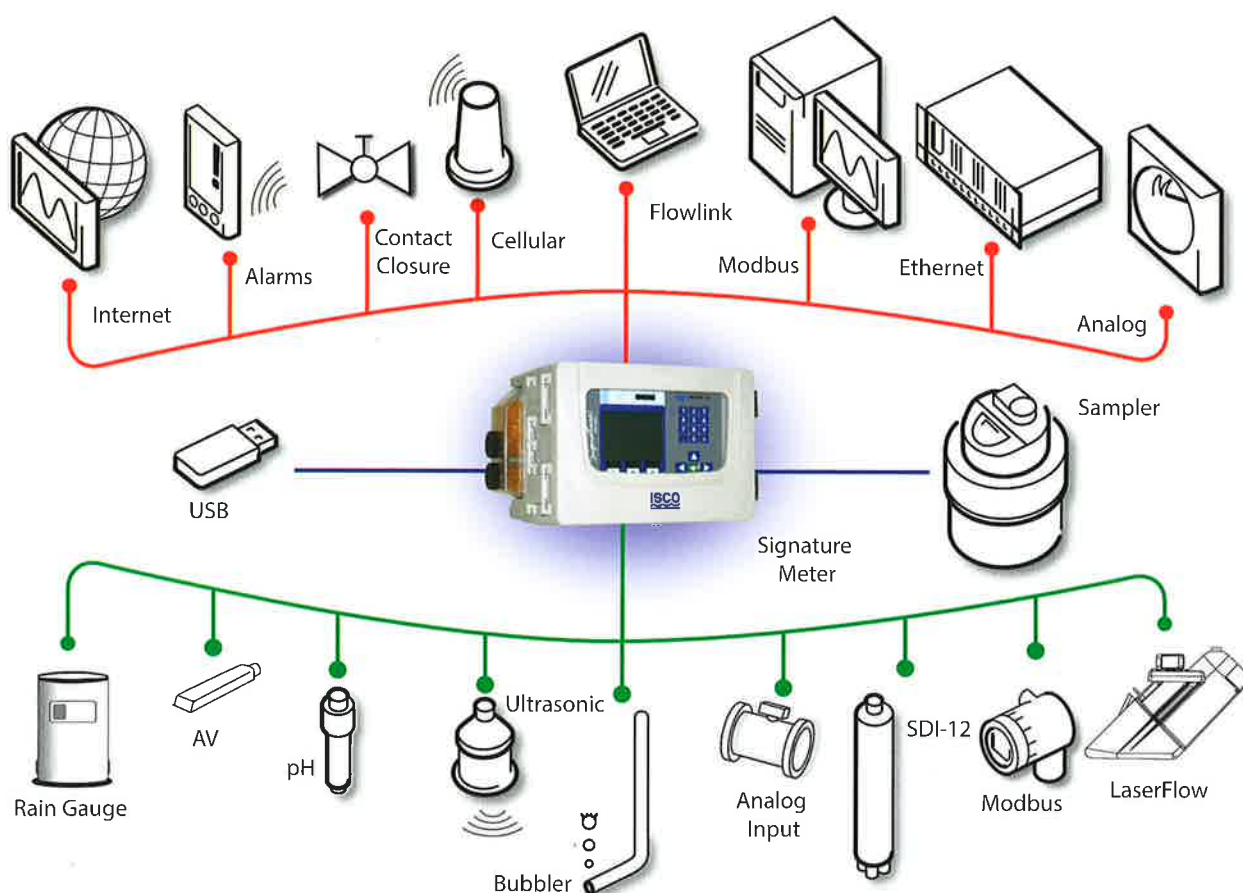 Flowlink
Contact
Closure
Cellular
Alarms
Modbus
Ethernet
Internet
Analog
Sampler
USB
ISCO
Signature
Meter
Ultrasonic
SDI-12
AV
pH
Rain Gauge
Analog
Input
Modbus
LaserFlow
Bubbler